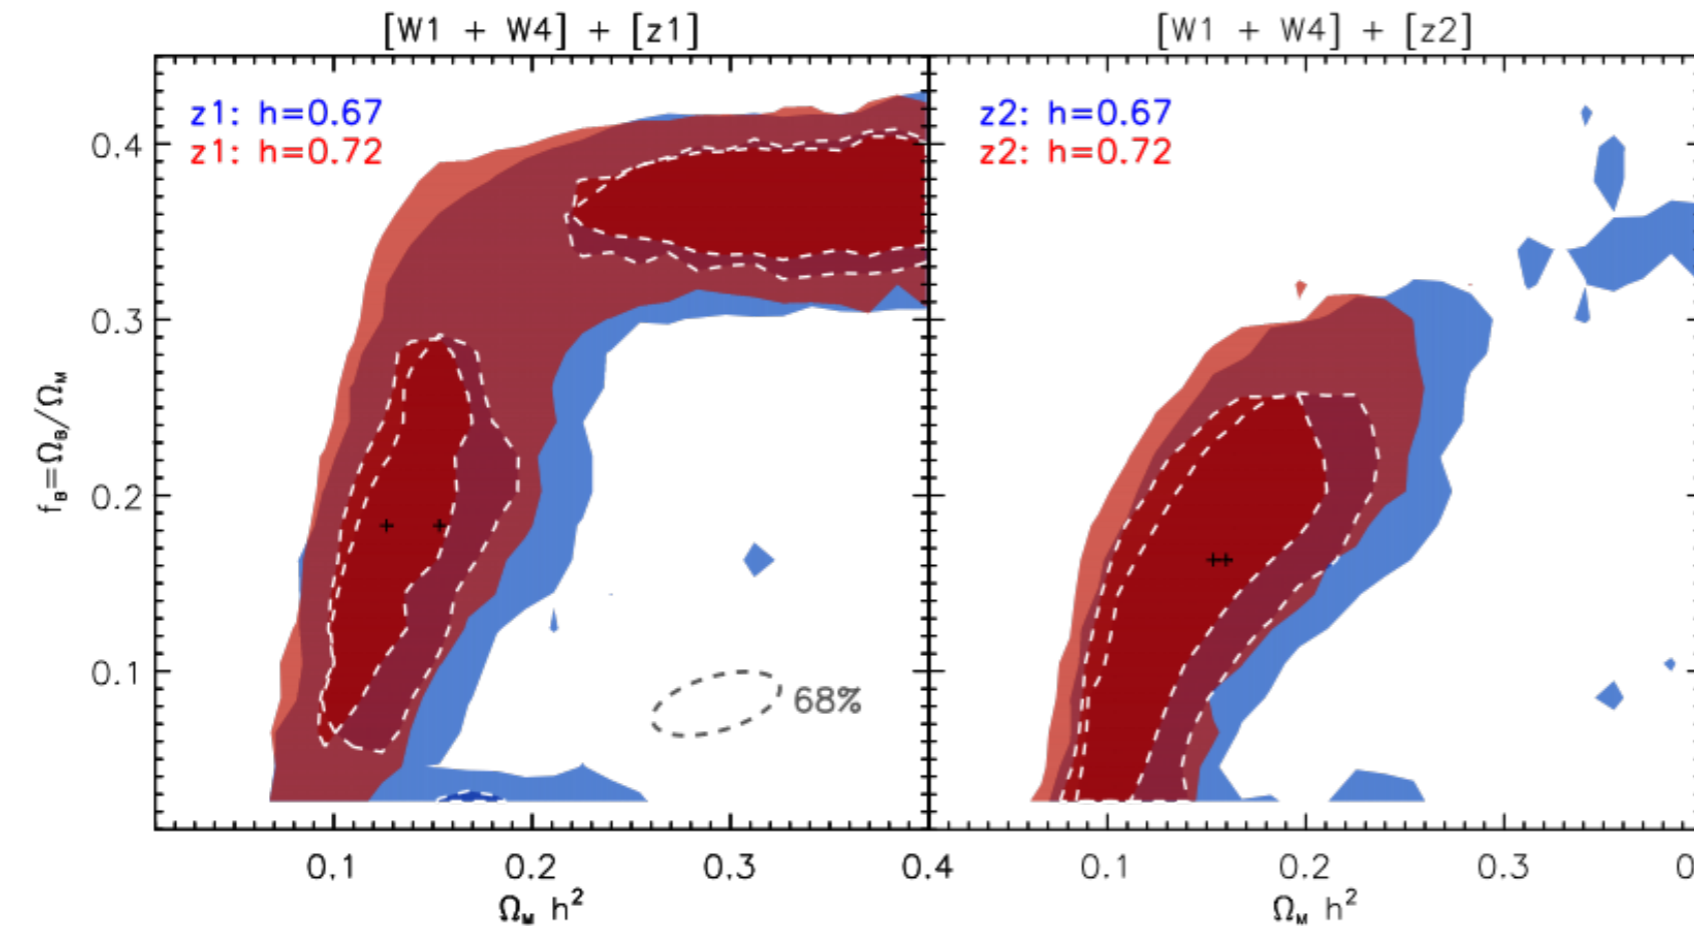 [W1 + W4] + [z1]
[W1 + W4] + [z2]
z1: h=0.67
z1: h=0.72
z2: h=0.67
z2: h=0.72
0.4
0.3
0.2
0.1
f_B=Ω_B/Ω_M
68%
0.1 0.2 0.3 0.4
0.1 0.2 0.3 0
Ω_M h²
Ω_M h²